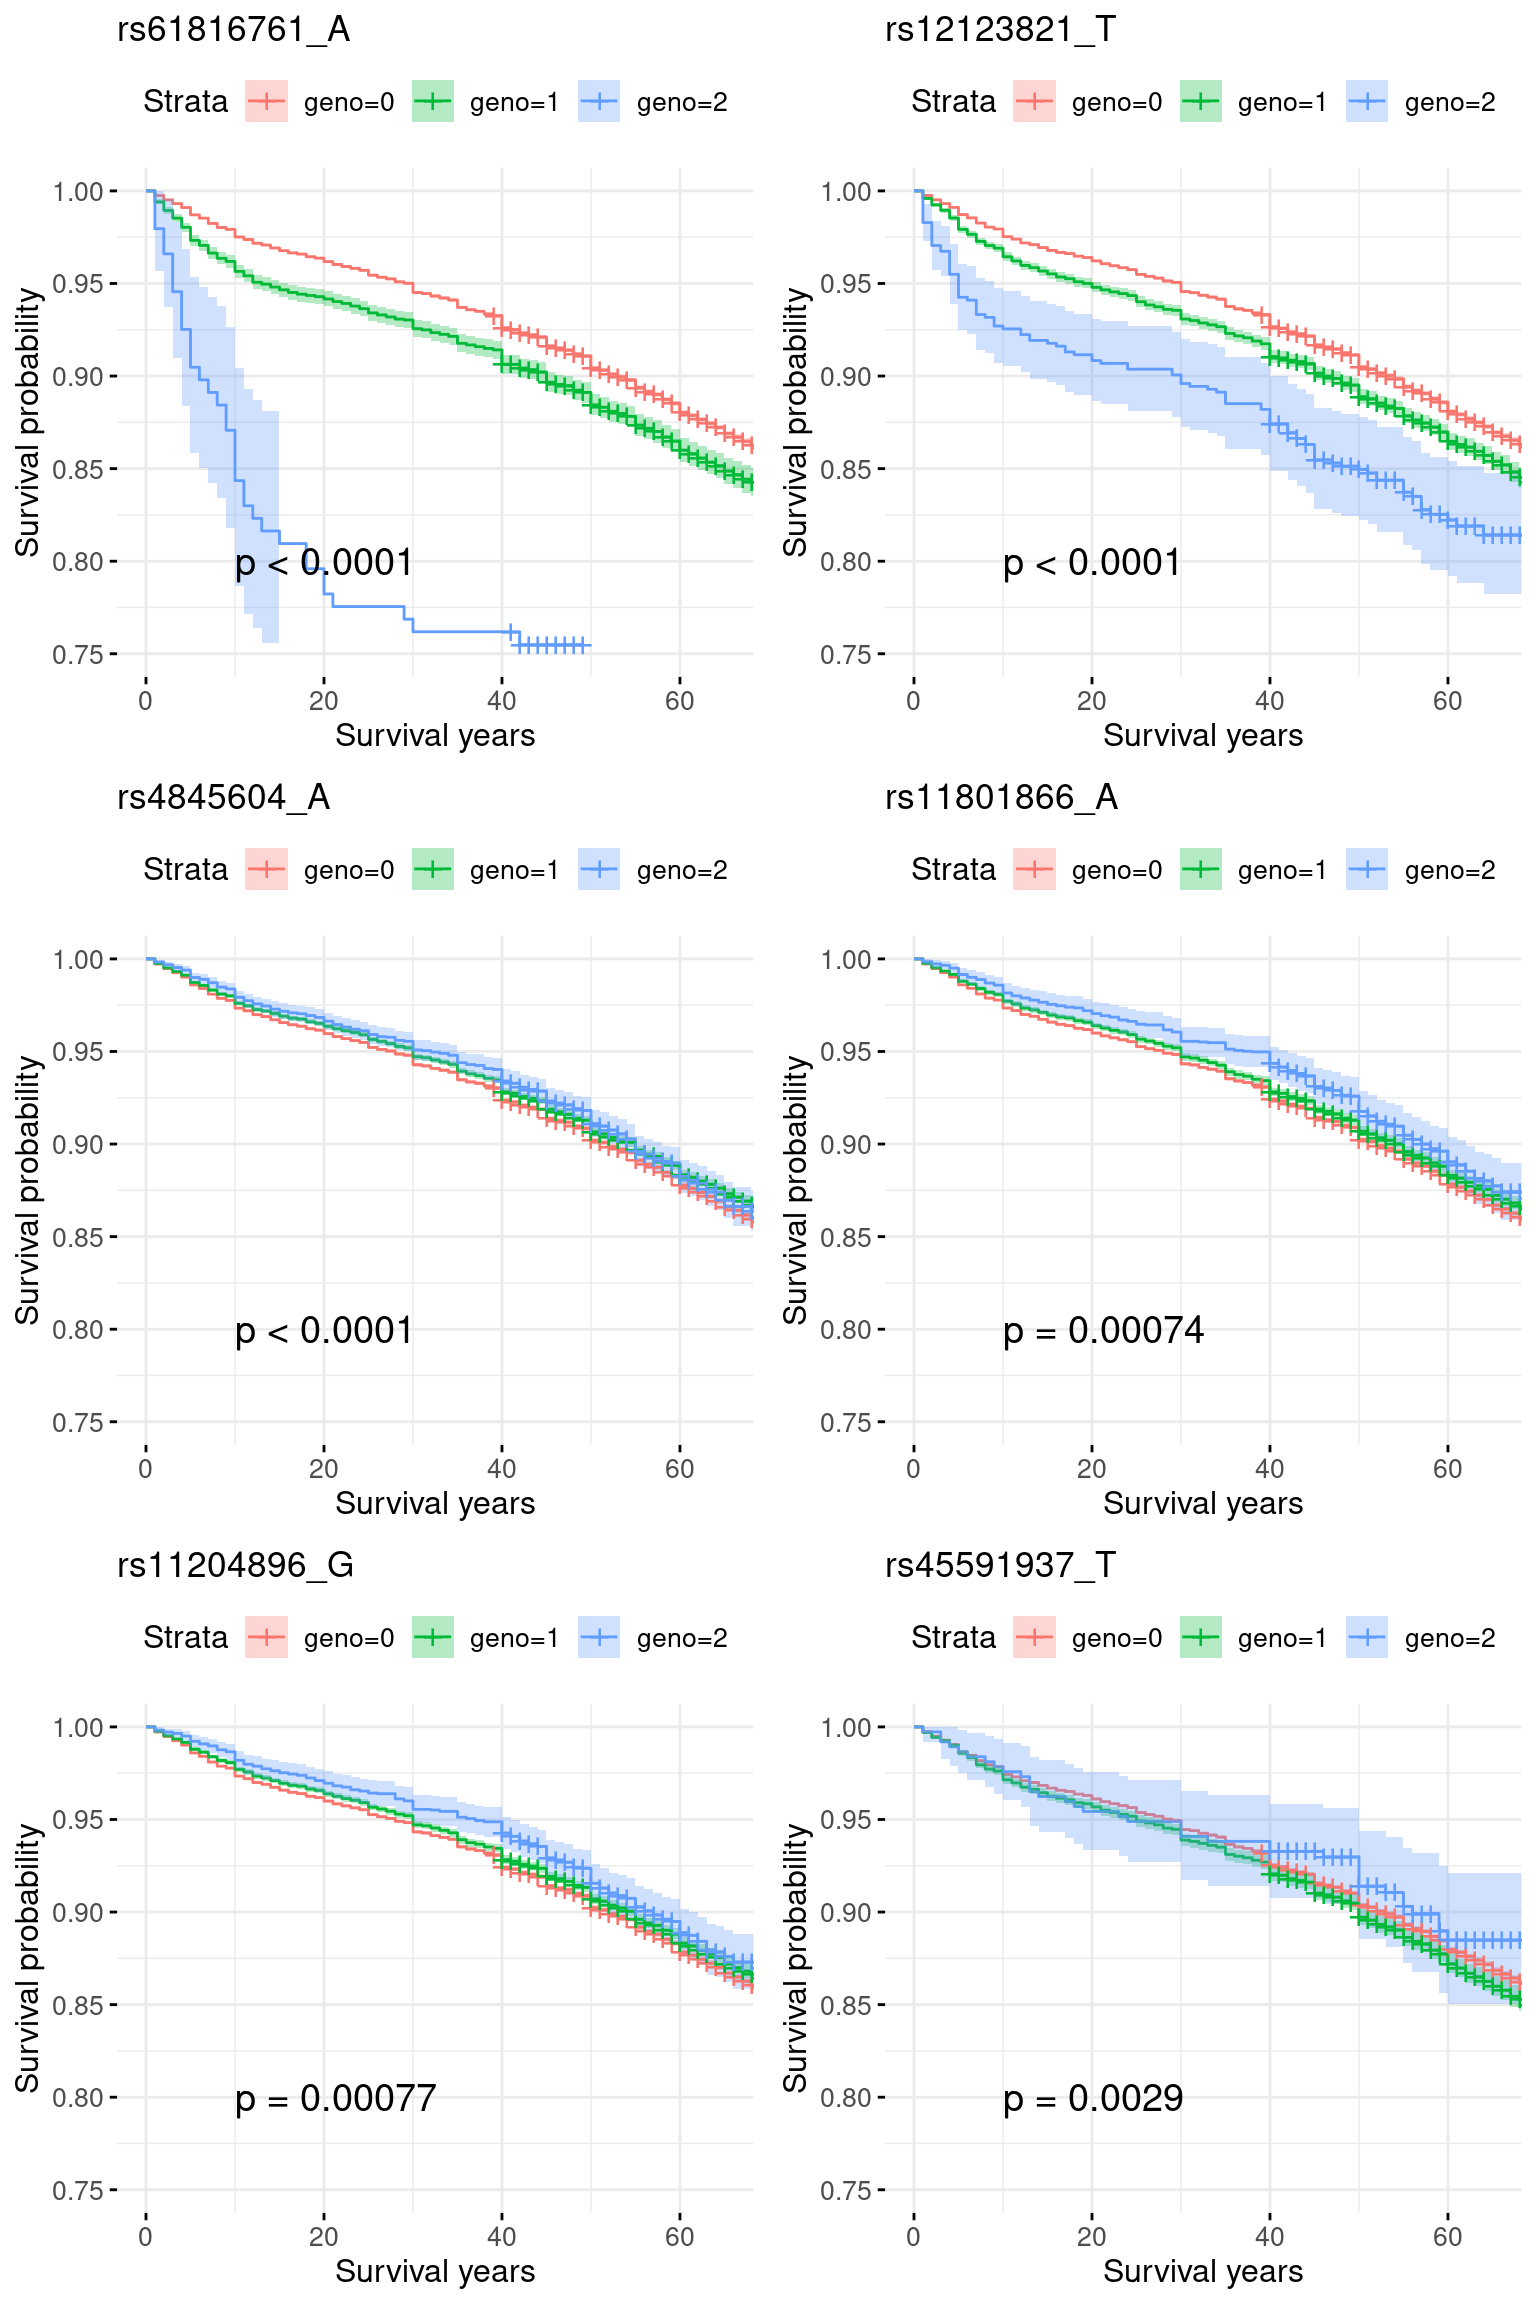 rs61816761_A
Strata geno=0 geno=1 geno=2
1.00
0.95
0.90
0.85
0.80
0.75
Survival probability
p < 0.0001
0 20 40 60
Survival years
rs12123821_T
Strata geno=0 geno=1 geno=2
1.00
0.95
0.90
0.85
0.80
0.75
Survival probability
p < 0.0001
0 20 40 60
Survival years
rs4845604_A
Strata geno=0 geno=1 geno=2
1.00
0.95
0.90
0.85
0.80
0.75
Survival probability
p < 0.0001
0 20 40 60
Survival years
rs11801866_A
Strata geno=0 geno=1 geno=2
1.00
0.95
0.90
0.85
0.80
0.75
Survival probability
p = 0.00074
0 20 40 60
Survival years
rs11204896_G
Strata geno=0 geno=1 geno=2
1.00
0.95
0.90
0.85
0.80
0.75
Survival probability
p = 0.00077
0 20 40 60
Survival years
rs45591937_T
Strata geno=0 geno=1 geno=2
1.00
0.95
0.90
0.85
0.80
0.75
Survival probability
p = 0.0029
0 20 40 60
Survival years